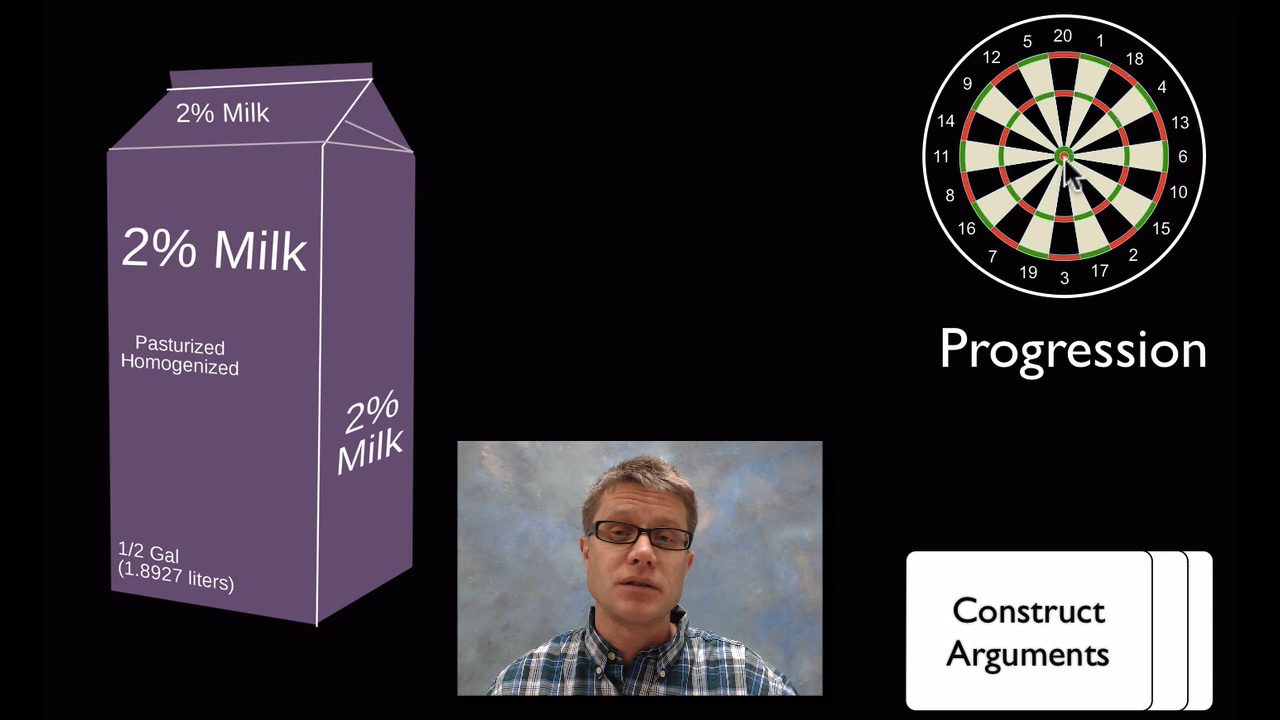 2% Milk
2% Milk
Pasturized
Homogenized
2%
Milk
1/2 Gal
(1.8927 liters)
20
1
18
4
13
6
10
15
2
17
3
19
7
16
8
11
14
9
12
5
Progression
Construct
Arguments